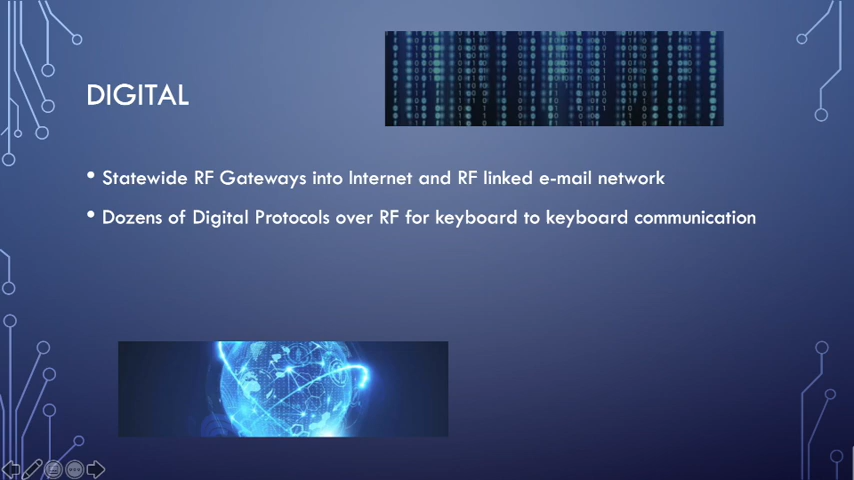 DIGITAL
• Statewide RF Gateways into Internet and RF linked e-mail network
• Dozens of Digital Protocols over RF for keyboard to keyboard communication